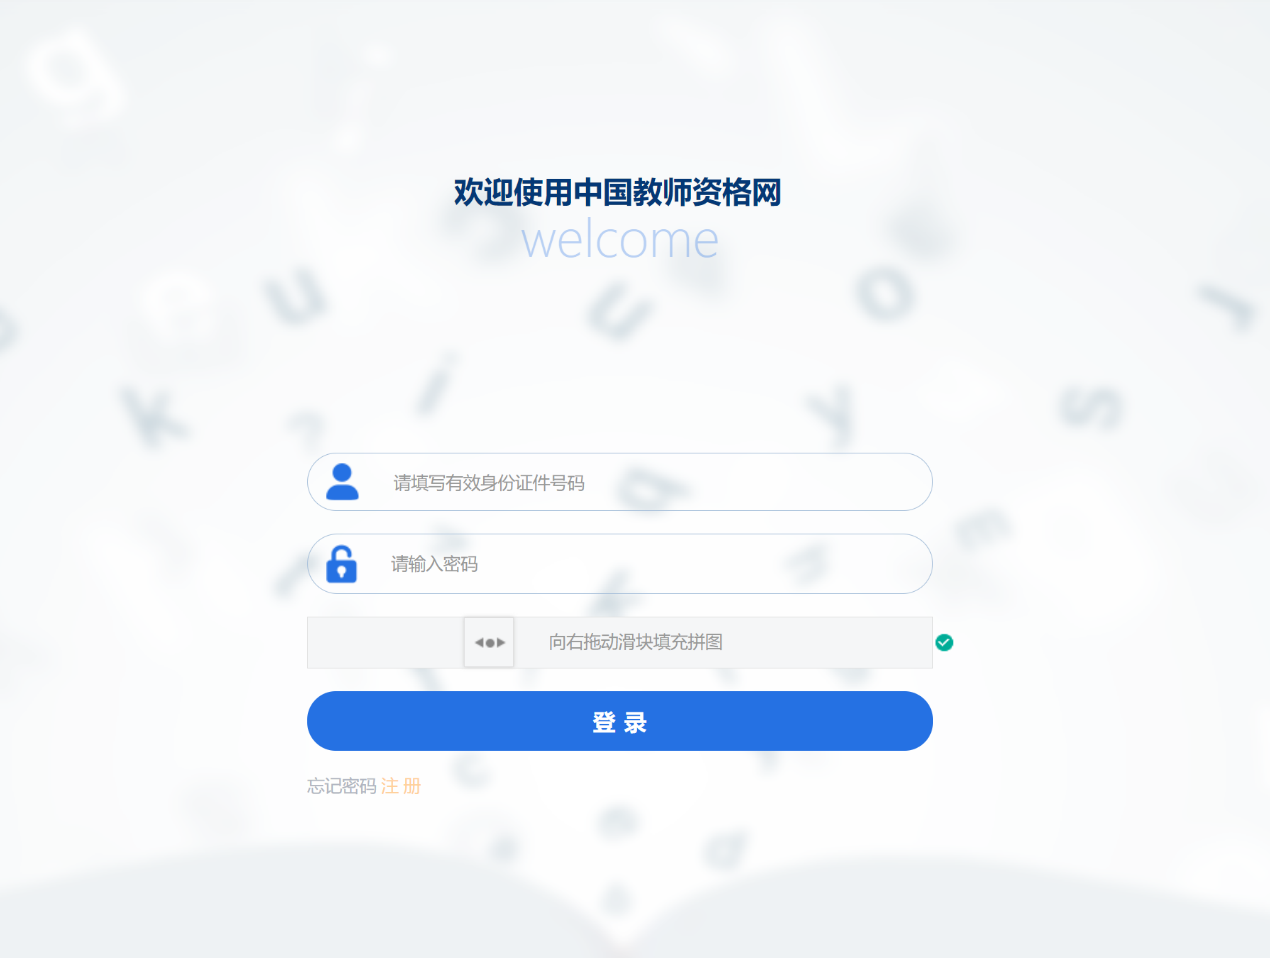 欢迎使用中国教师资格网
welcome
请填写有效身份证件号码
请输入密码
向右拖动滑块填充拼图
登 录
忘记密码 注 册